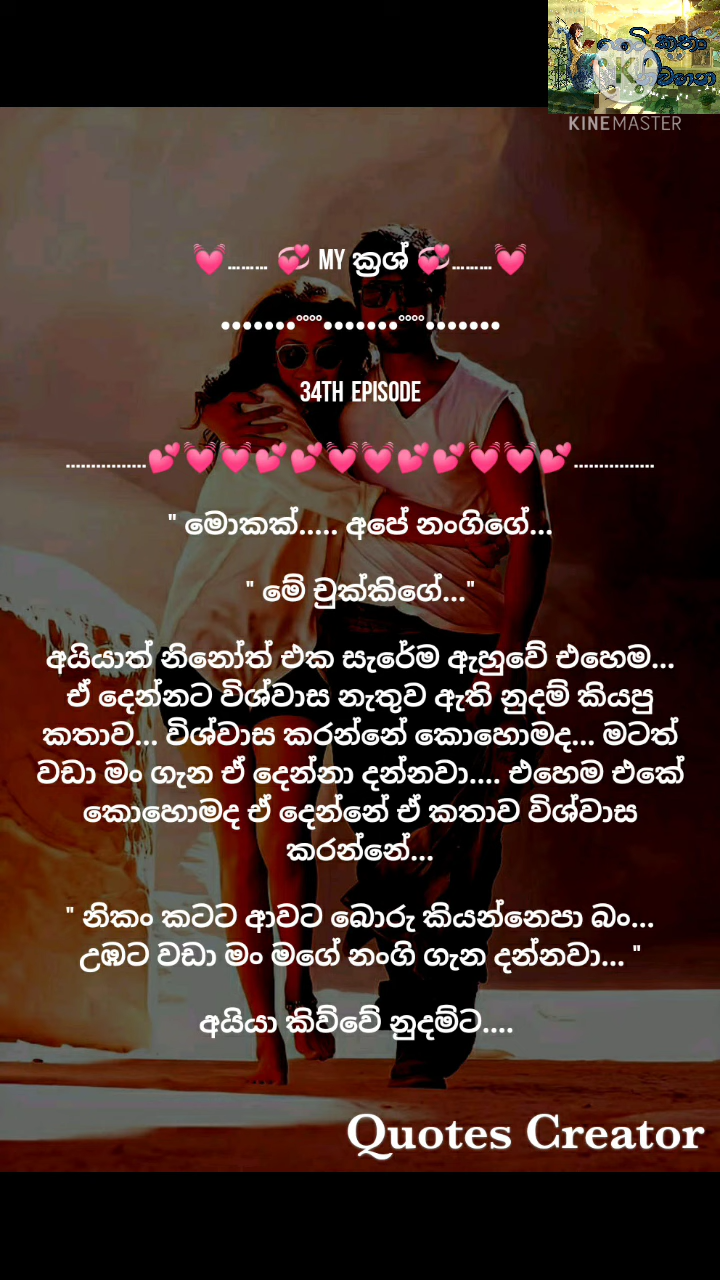 කතා
K
KINEMASTER
💓……… 💞 MY ක්‍රශ් 💞………💓
•••••••°°°°•••••••°°°°•••••••
34TH EPISODE
................💕💓💓💕💕💓💓💕💕💓💓💕................
" මොකක්..... අපේ නංගිගේ...
" මේ චුක්කිගේ..."
අයියාත් නිනෝත් එක සැරේම ඇහුවේ එහෙම...
ඒ දෙන්නට විශ්වාස නැතුව ඇති නුදම් කියපු
කතාව... විශ්වාස කරන්නේ කොහොමද... මටත්
වඩා මං ගැන ඒ දෙන්නා දන්නවා.... එහෙම එකේ
කොහොමද ඒ දෙන්නේ ඒ කතාව විශ්වාස
කරන්නේ...
" නිකං කටට ආවට බොරු කියන්නෙපා බං...
උඹට වඩා මං මගේ නංගි ගැන දන්නවා... "
අයියා කිව්වේ නුදම්ට....
Quotes Creator